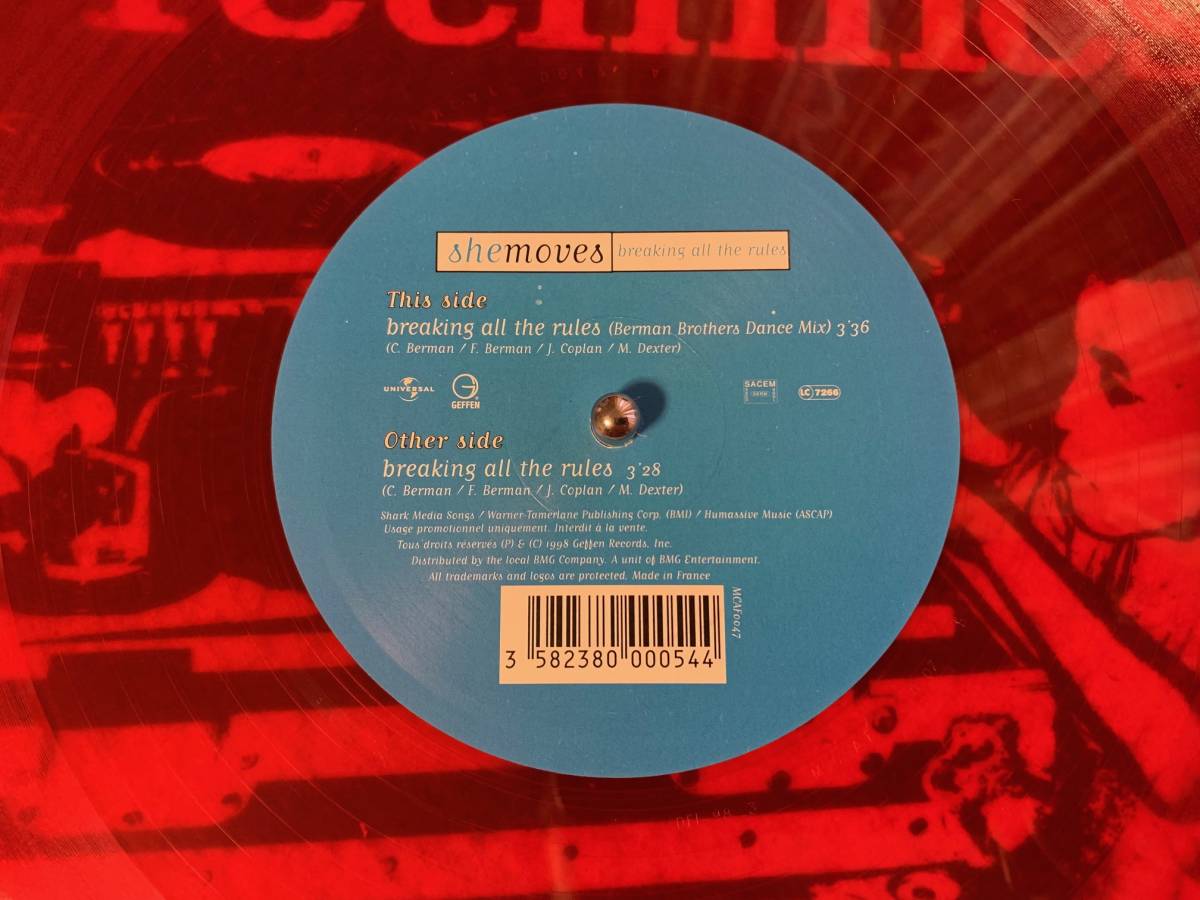 shemoves breaking all the rules
This side
breaking all the rules (Berman Brothers Dance Mix) 3'36
(C. Berman / F. Berman / J. Coplan / M. Dexter)
UNIVERSAL GEFFEN SACEM LC 7266
Other side
breaking all the rules 3'28
(C. Berman / F. Berman / J. Coplan / M. Dexter)
Shark Media Songs / Warner-Tamerlane Publishing Corp. (BMI) / Humassive Music (ASCAP)
Usage promotionnel uniquement. Interdit à la vente.
Tous droits réservés (P) & (C) 1998 Geffen Records, Inc.
Distributed by the local BMG Company. A unit of BMG Entertainment.
All trademarks and logos are protected. Made in France
MCAF0047
3 582380 000544